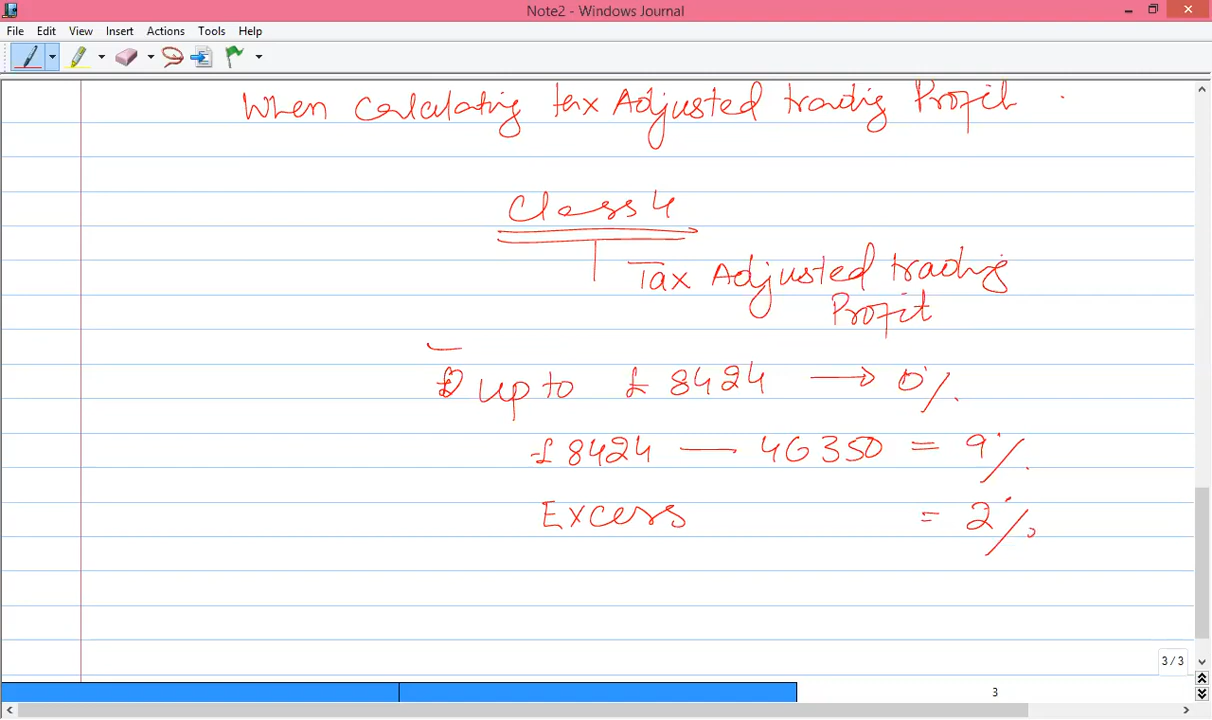 Note2 - Windows Journal
File Edit View Insert Actions Tools Help
When calculating tax Adjusted trading Profit .
Class 4
Tax Adjusted trading
Profit
£ up to £ 8424 → 0%.
£8424 — 46350 = 9%.
Excess = 2%.
3 / 3
3